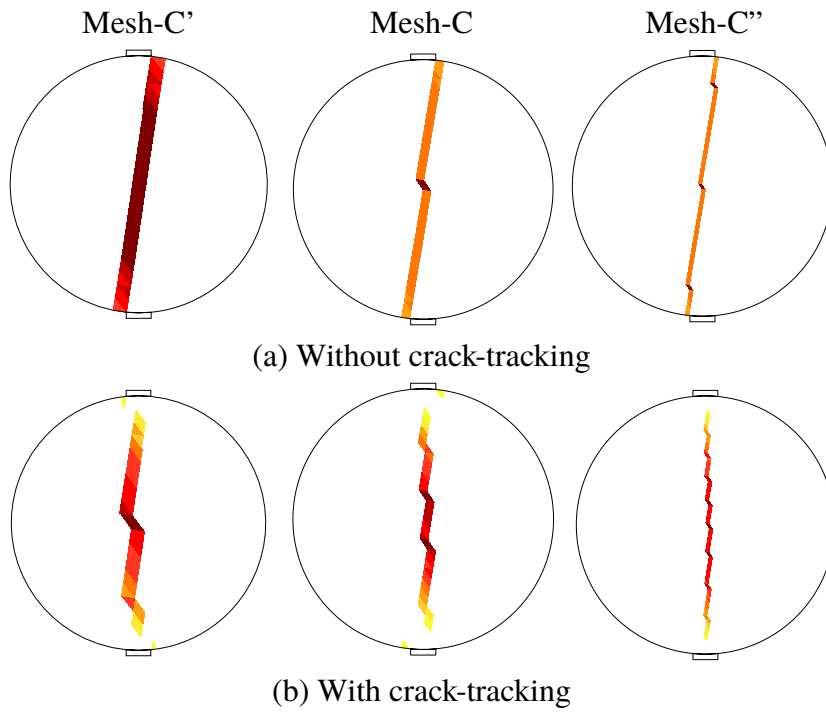 Mesh-C’ Mesh-C Mesh-C”
(a) Without crack-tracking
(b) With crack-tracking